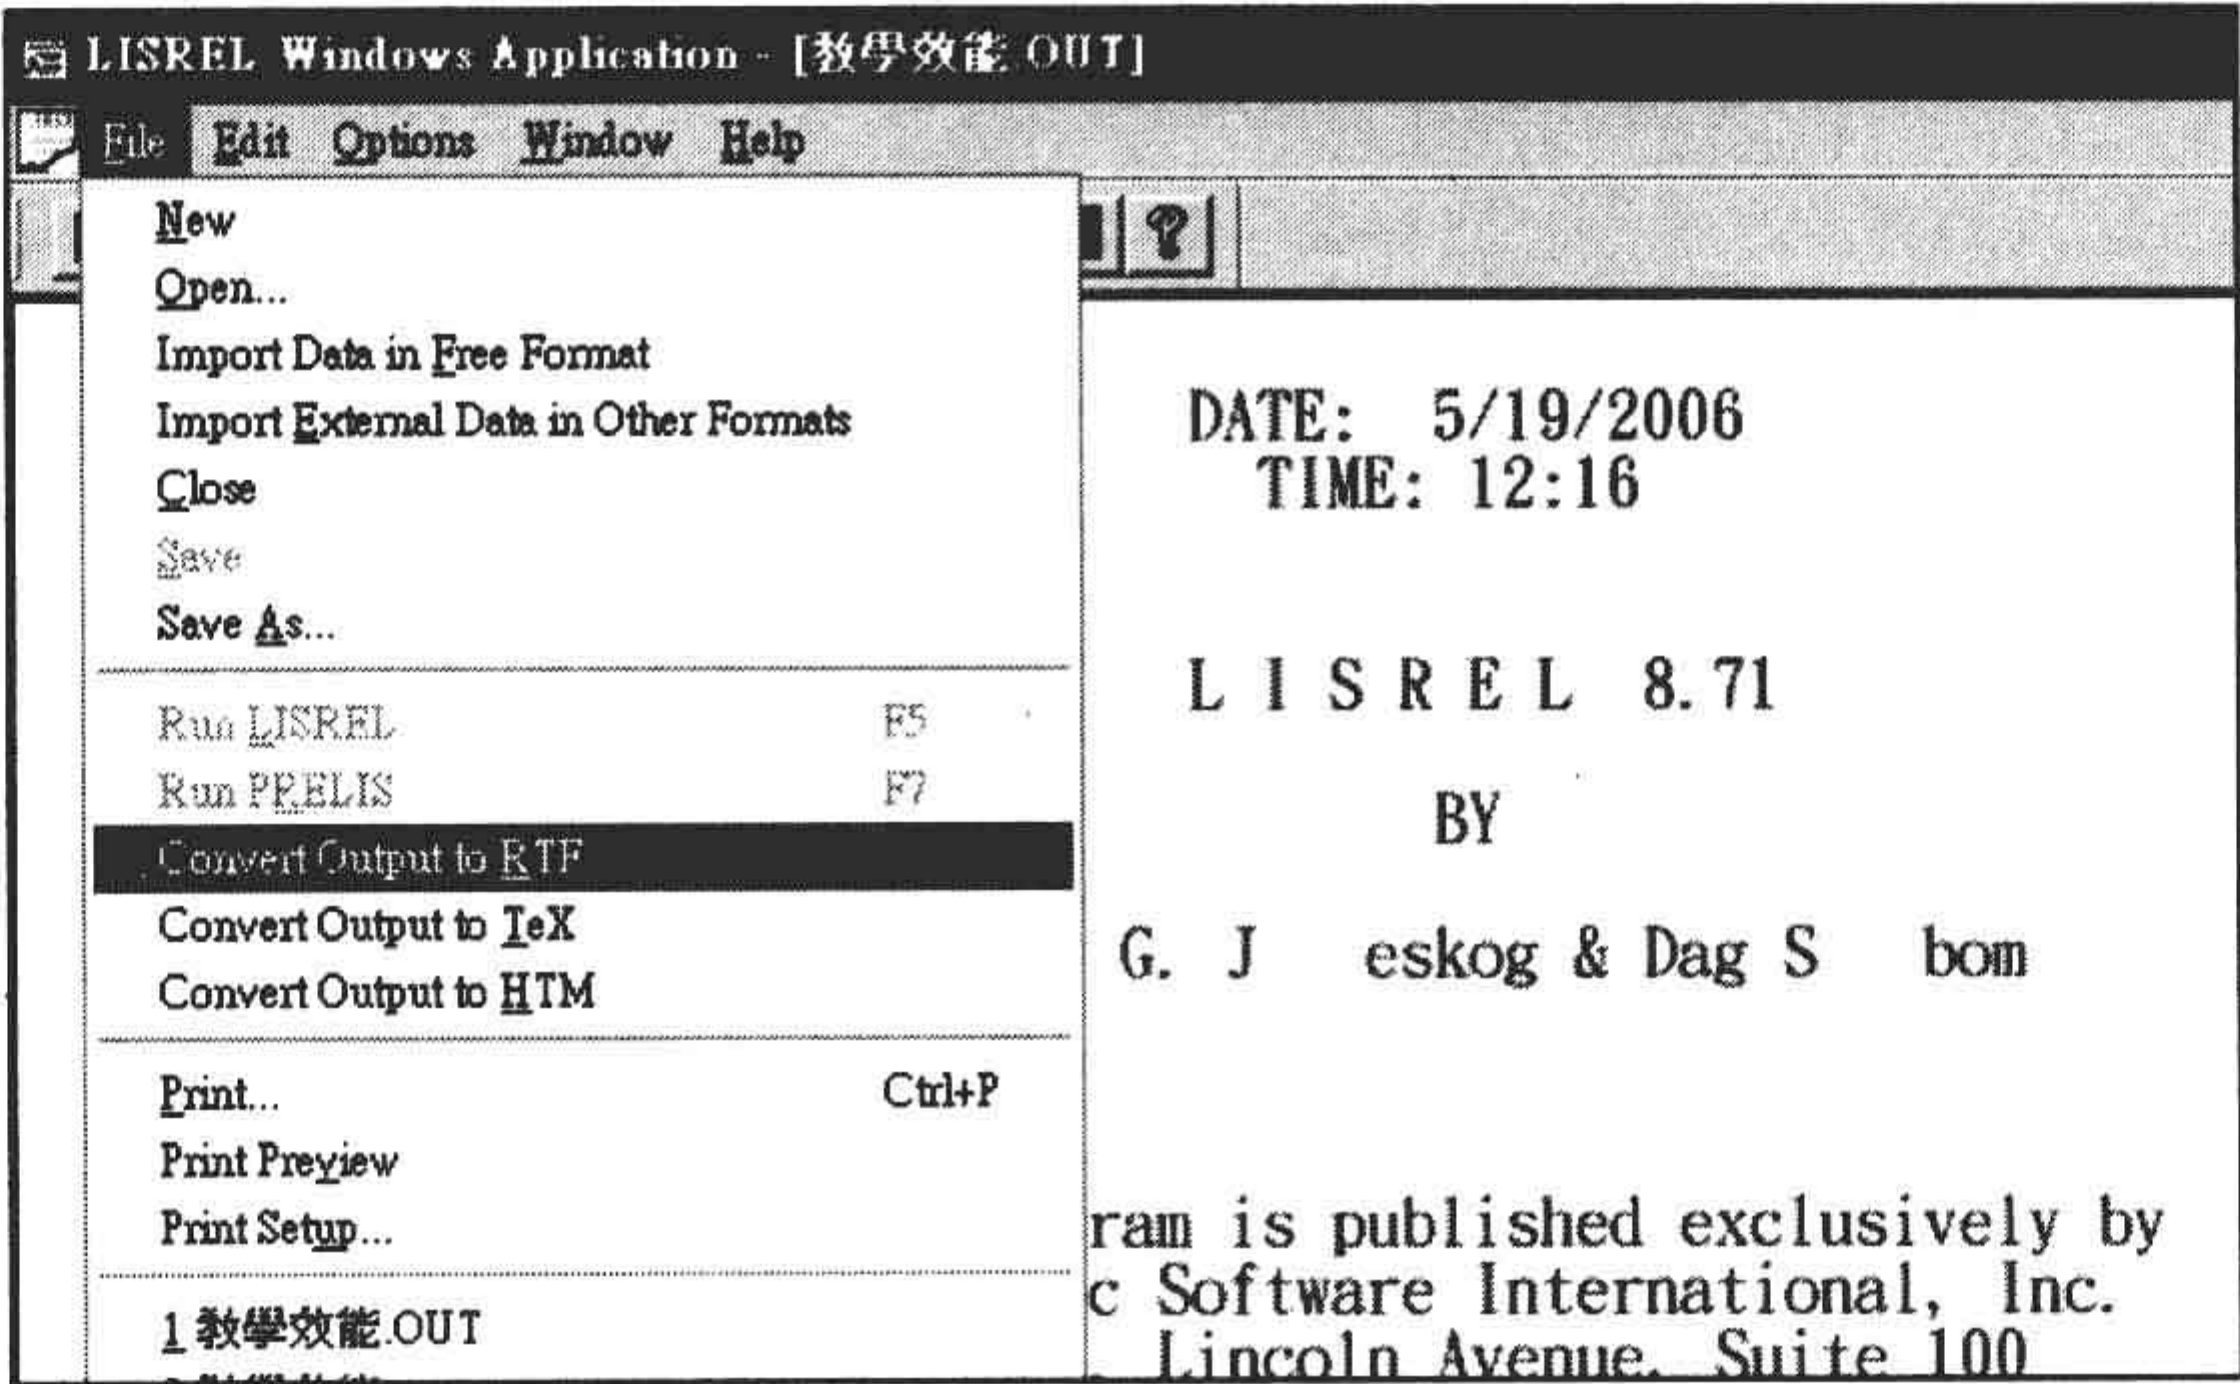 LISREL Windows Application - [教學效能.OUT]
File Edit Options Window Help
New
Open...
Import Data in Free Format
Import External Data in Other Formats
Close
Save
Save As...
Run LISREL F5
Run PRELIS F7
Convert Output to RTF
Convert Output to TeX
Convert Output to HTM
Print... Ctrl+P
Print Preview
Print Setup...
1 教學效能.OUT
DATE: 5/19/2006
TIME: 12:16
L I S R E L 8.71
BY
G. J eskog & Dag S bom
ram is published exclusively by
c Software International, Inc.
Lincoln Avenue, Suite 100